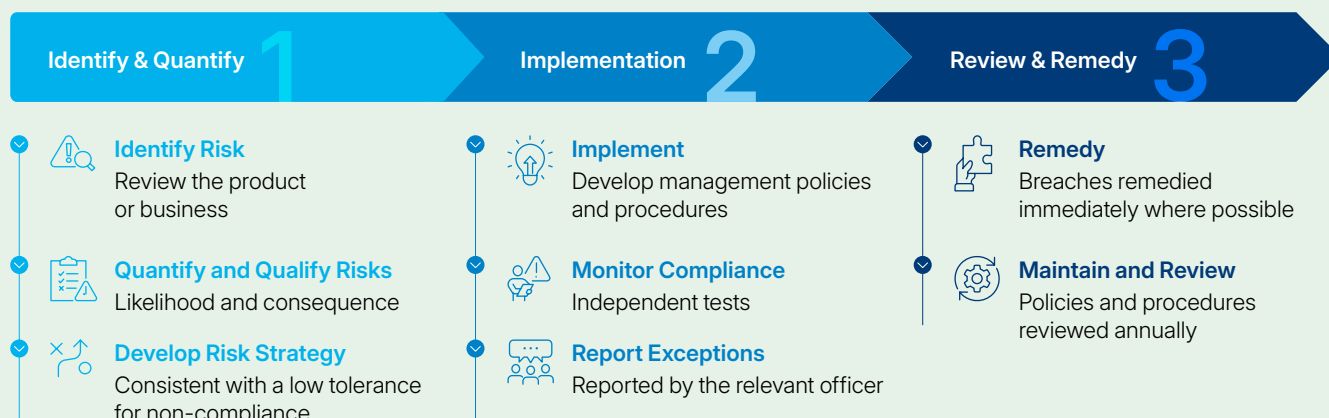 Identify & Quantify 1
Implementation 2
Review & Remedy 3
Identify Risk
Review the product
or business
Quantify and Qualify Risks
Likelihood and consequence
Develop Risk Strategy
Consistent with a low tolerance
for non-compliance
Implement
Develop management policies
and procedures
Monitor Compliance
Independent tests
Report Exceptions
Reported by the relevant officer
Remedy
Breaches remedied
immediately where possible
Maintain and Review
Policies and procedures
reviewed annually